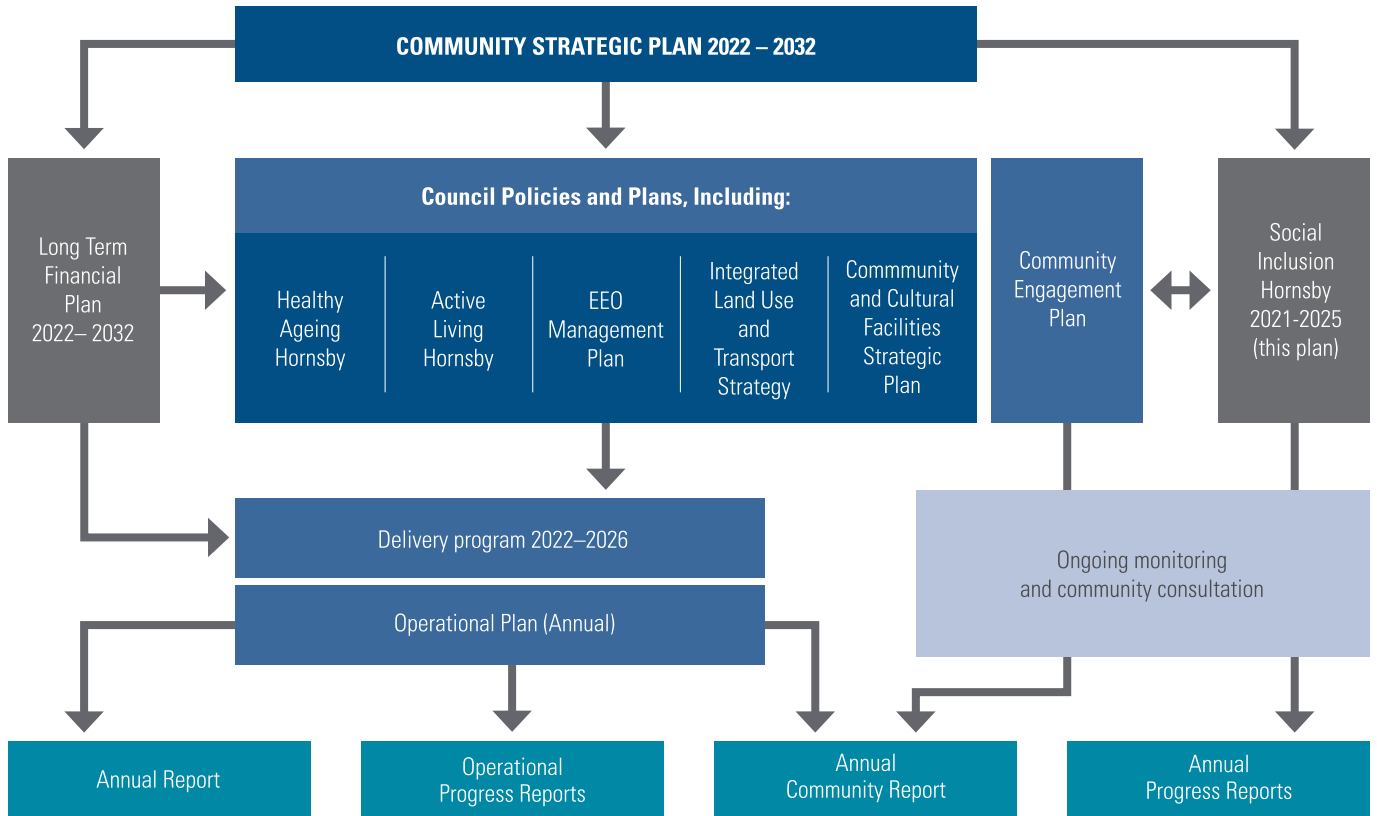 COMMUNITY STRATEGIC PLAN 2022 – 2032
Long Term
Financial
Plan
2022– 2032
Council Policies and Plans, Including:
Healthy
Ageing
Hornsby
Active
Living
Hornsby
EEO
Management
Plan
Integrated
Land Use
and
Transport
Strategy
Commmunity
and Cultural
Facilities
Strategic
Plan
Community
Engagement
Plan
Social
Inclusion
Hornsby
2021-2025
(this plan)
Delivery program 2022–2026
Operational Plan (Annual)
Ongoing monitoring
and community consultation
Annual Report
Operational
Progress Reports
Annual
Community Report
Annual
Progress Reports